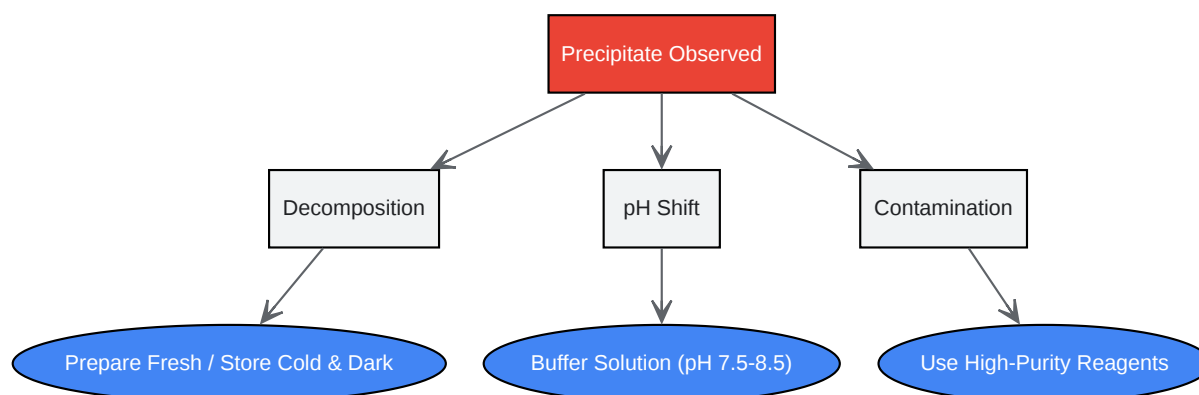 Precipitate Observed
Decomposition
pH Shift
Contamination
Prepare Fresh / Store Cold & Dark
Buffer Solution (pH 7.5-8.5)
Use High-Purity Reagents